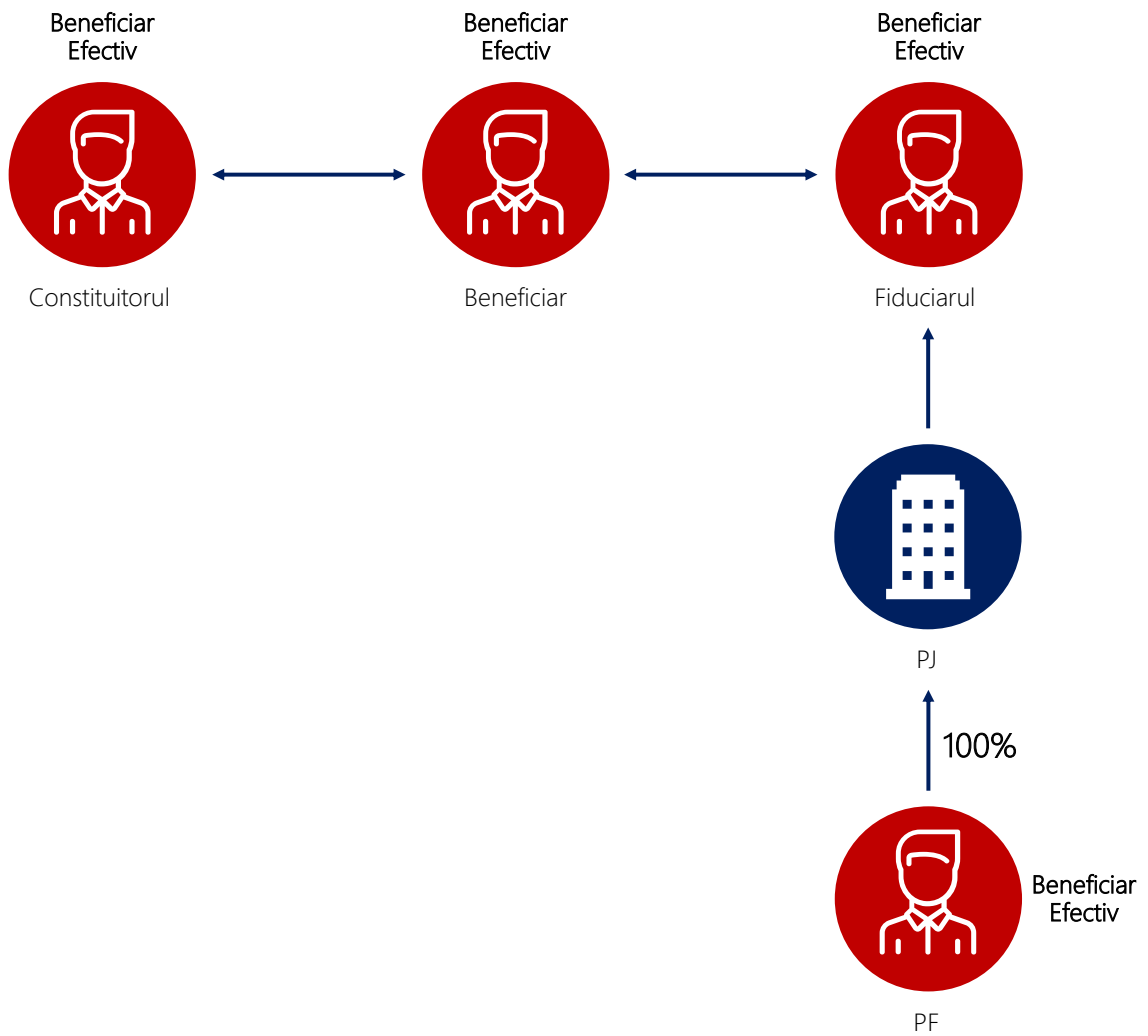 Beneficiar
Efectiv
Beneficiar
Efectiv
Beneficiar
Efectiv
Constituitorul
Beneficiar
Fiduciarul
PJ
100%
Beneficiar
Efectiv
PF